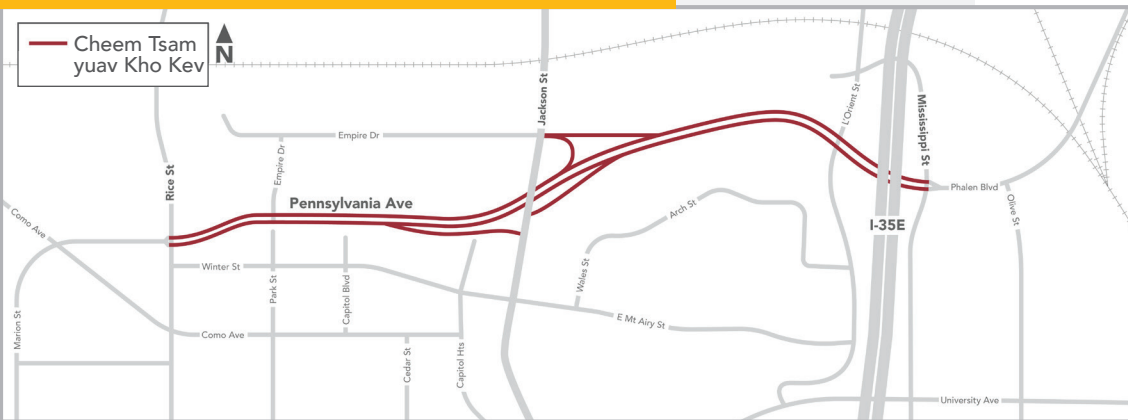 Cheem Tsam
yuav Kho Kev
N
Jackson St
L'Orient St
Mississippi St
Empire Dr
Empire Dr
Rice St
Pennsylvania Ave
Phalen Blvd
Como Ave
Arch St
Olive St
I-35E
Winter St
Wales St
Park St
Capitol Blvd
Marion St
E Mt Airy St
Como Ave
Cedar St
Capitol Hts
University Ave